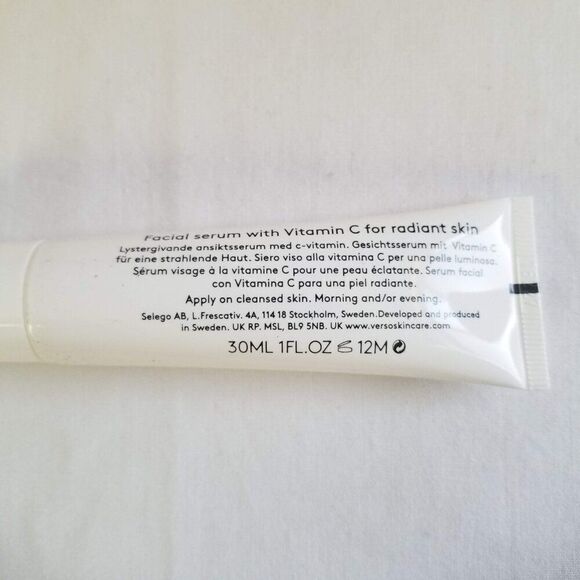 Facial serum with Vitamin C for radiant skin
Lystergivande ansiktsserum med c-vitamin. Gesichtsserum mit Vitamin C
für eine strahlende Haut. Siero viso alla vitamina C per una pelle luminosa.
Sérum visage à la vitamine C pour une peau éclatante. Serum facial
con Vitamina C para una piel radiante.
Apply on cleansed skin. Morning and/or evening.
Selego AB, L.Frescativ. 4A, 114 18 Stockholm, Sweden.Developed and produced
in Sweden. UK RP. MSL, BL9 5NB. UK www.versoskincare.com.
30ML 1FL.OZ 12M